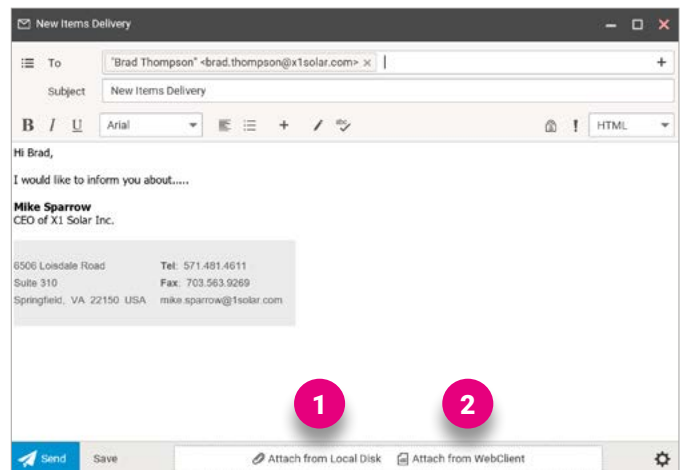 New Items Delivery
To "Brad Thompson" <brad.thompson@x1solar.com> × +
Subject New Items Delivery
B I U Arial + abc ! HTML
Hi Brad,
I would like to inform you about.....
Mike Sparrow
CEO of X1 Solar Inc.
6506 Loisdale Road Tel: 571.481.4611
Suite 310 Fax: 703.563.9269
Springfield, VA 22150 USA mike.sparrow@1solar.com
1 2
Send Save Attach from Local Disk Attach from WebClient